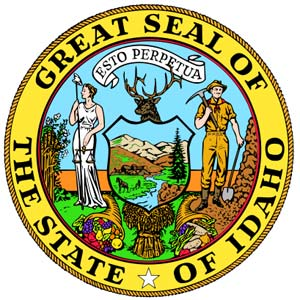 GREAT SEAL OF
THE STATE OF IDAHO
ESTO PERPETUA